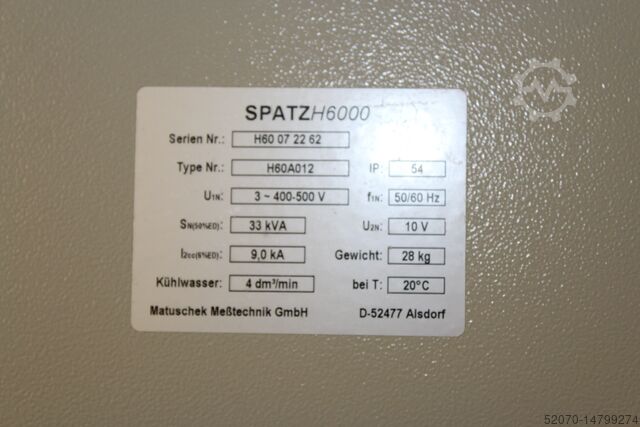 SPATZH6000
Serien Nr.: H60 07 22 62
Type Nr.: H60A012 IP: 54
U1N: 3 ~ 400-500 V f1N: 50/60 Hz
SN(50%ED): 33 kVA U2N: 10 V
I2cc(6%ED): 9,0 kA Gewicht: 28 kg
Kühlwasser: 4 dm³/min bei T: 20°C
Matuschek Meßtechnik GmbH D-52477 Alsdorf
52070-14799274